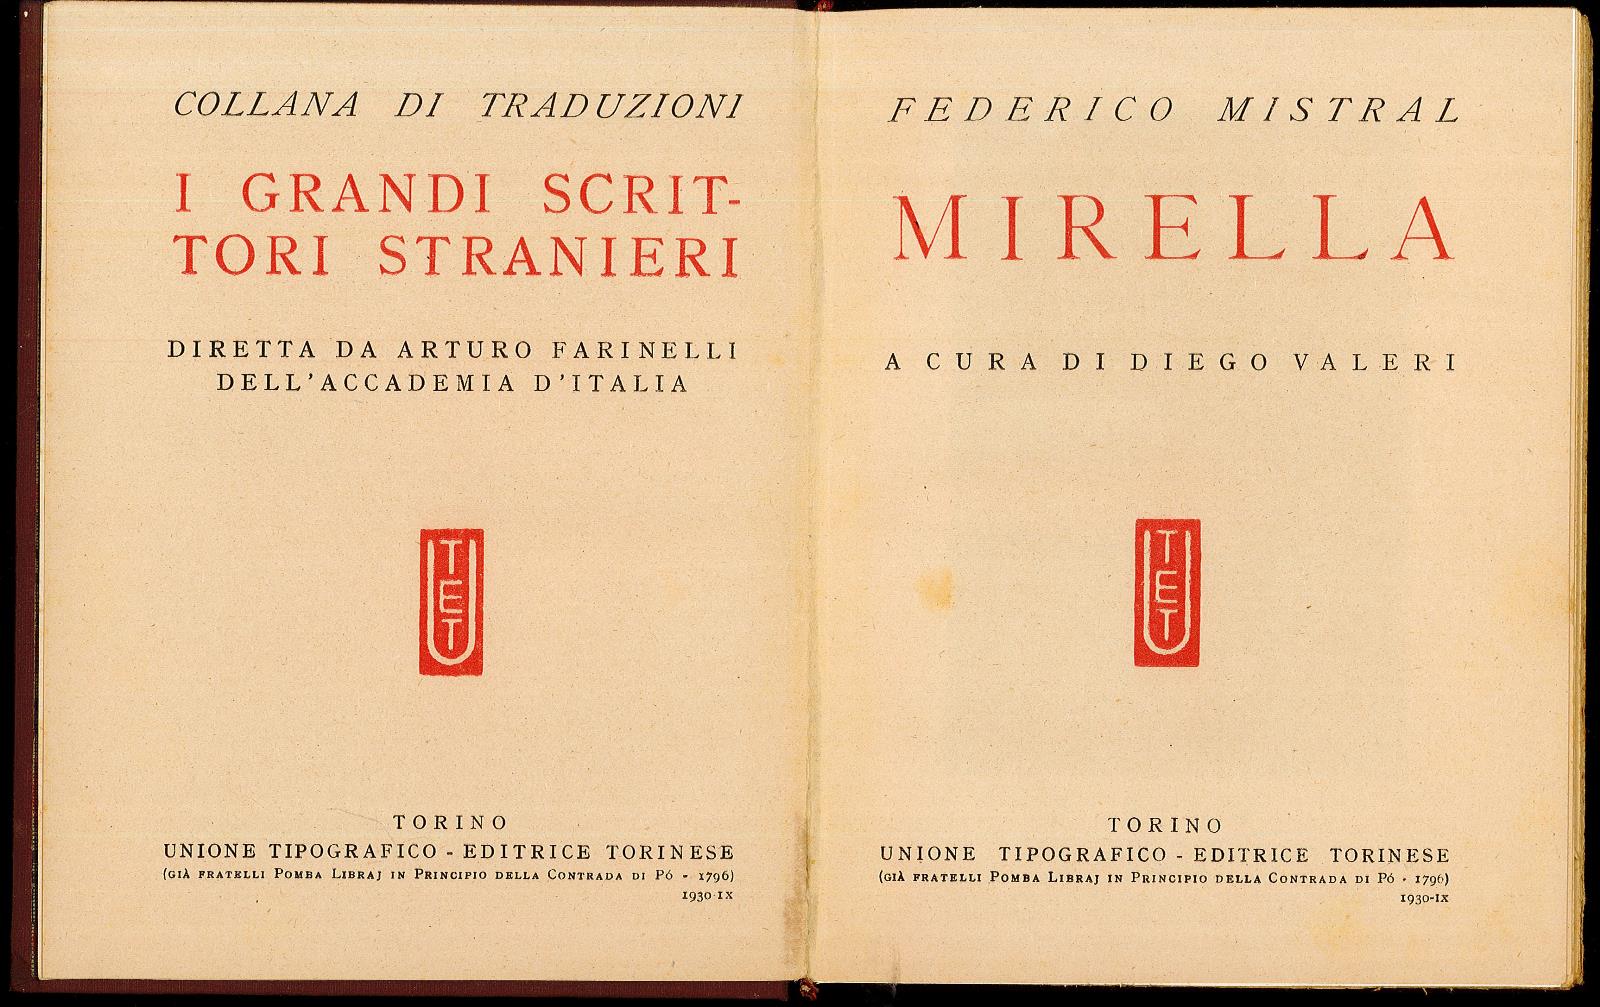 COLLANA DI TRADUZIONI
I GRANDI SCRIT-
TORI STRANIERI
DIRETTA DA ARTURO FARINELLI
DELL'ACCADEMIA D'ITALIA
UTET
TORINO
UNIONE TIPOGRAFICO - EDITRICE TORINESE
(GIÀ FRATELLI POMBA LIBRAJ IN PRINCIPIO DELLA CONTRADA DI PÓ - 1796)
1930-IX
FEDERICO MISTRAL
MIRELLA
A CURA DI DIEGO VALERI
UTET
TORINO
UNIONE TIPOGRAFICO - EDITRICE TORINESE
(GIÀ FRATELLI POMBA LIBRAJ IN PRINCIPIO DELLA CONTRADA DI PÓ - 1796)
1930-IX